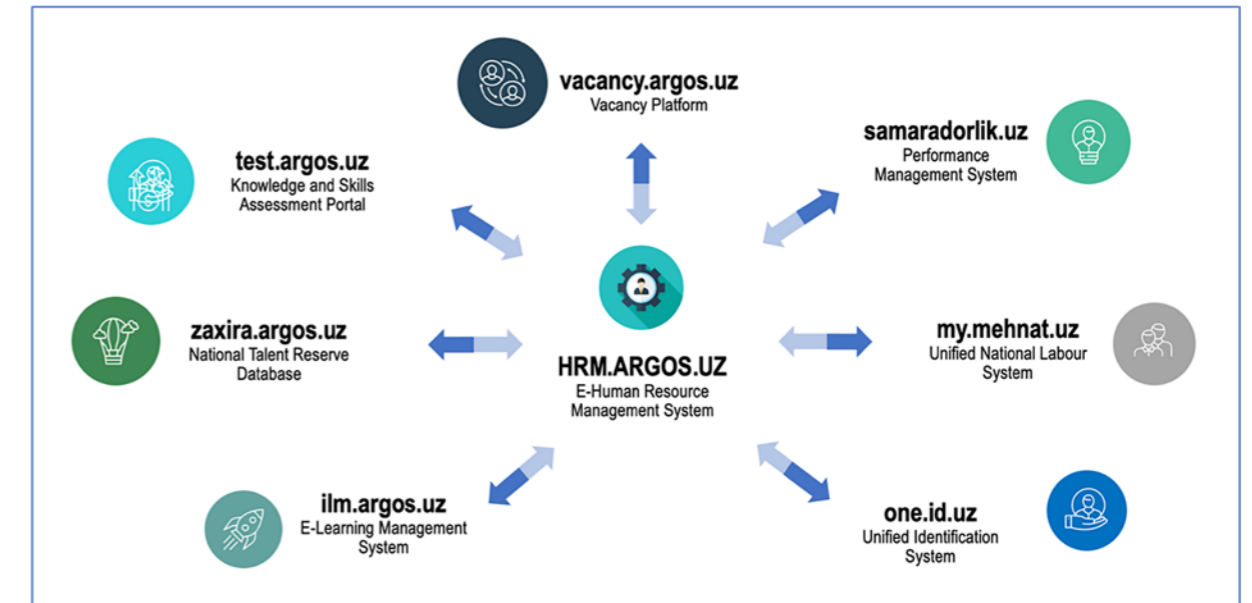 vacancy.argos.uz
Vacancy Platform
samaradorlik.uz
Performance
Management System
test.argos.uz
Knowledge and Skills
Assessment Portal
zaxira.argos.uz
National Talent Reserve
Database
HRM.ARGOS.UZ
E-Human Resource
Management System
my.mehnat.uz
Unified National Labour
System
ilm.argos.uz
E-Learning Management
System
one.id.uz
Unified Identification
System